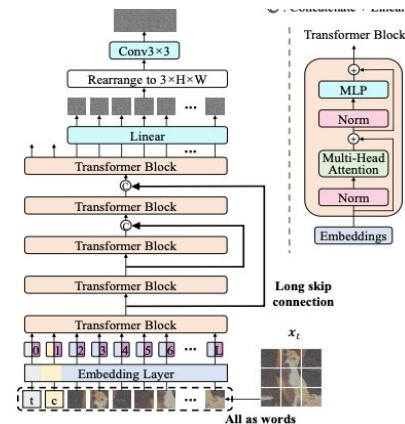 Ⓒ: Concatenate + Linear
Transformer Block
Conv3×3
Rearrange to 3×H×W
...
Linear
...
Transformer Block
C
Transformer Block
C
Transformer Block
Transformer Block
Transformer Block
Long skip
connection
0 1 2 3 4 5 6 ... L
Embedding Layer
t c ...
All as words
x_t
+
MLP
Norm
+
Multi-Head
Attention
Norm
Embeddings